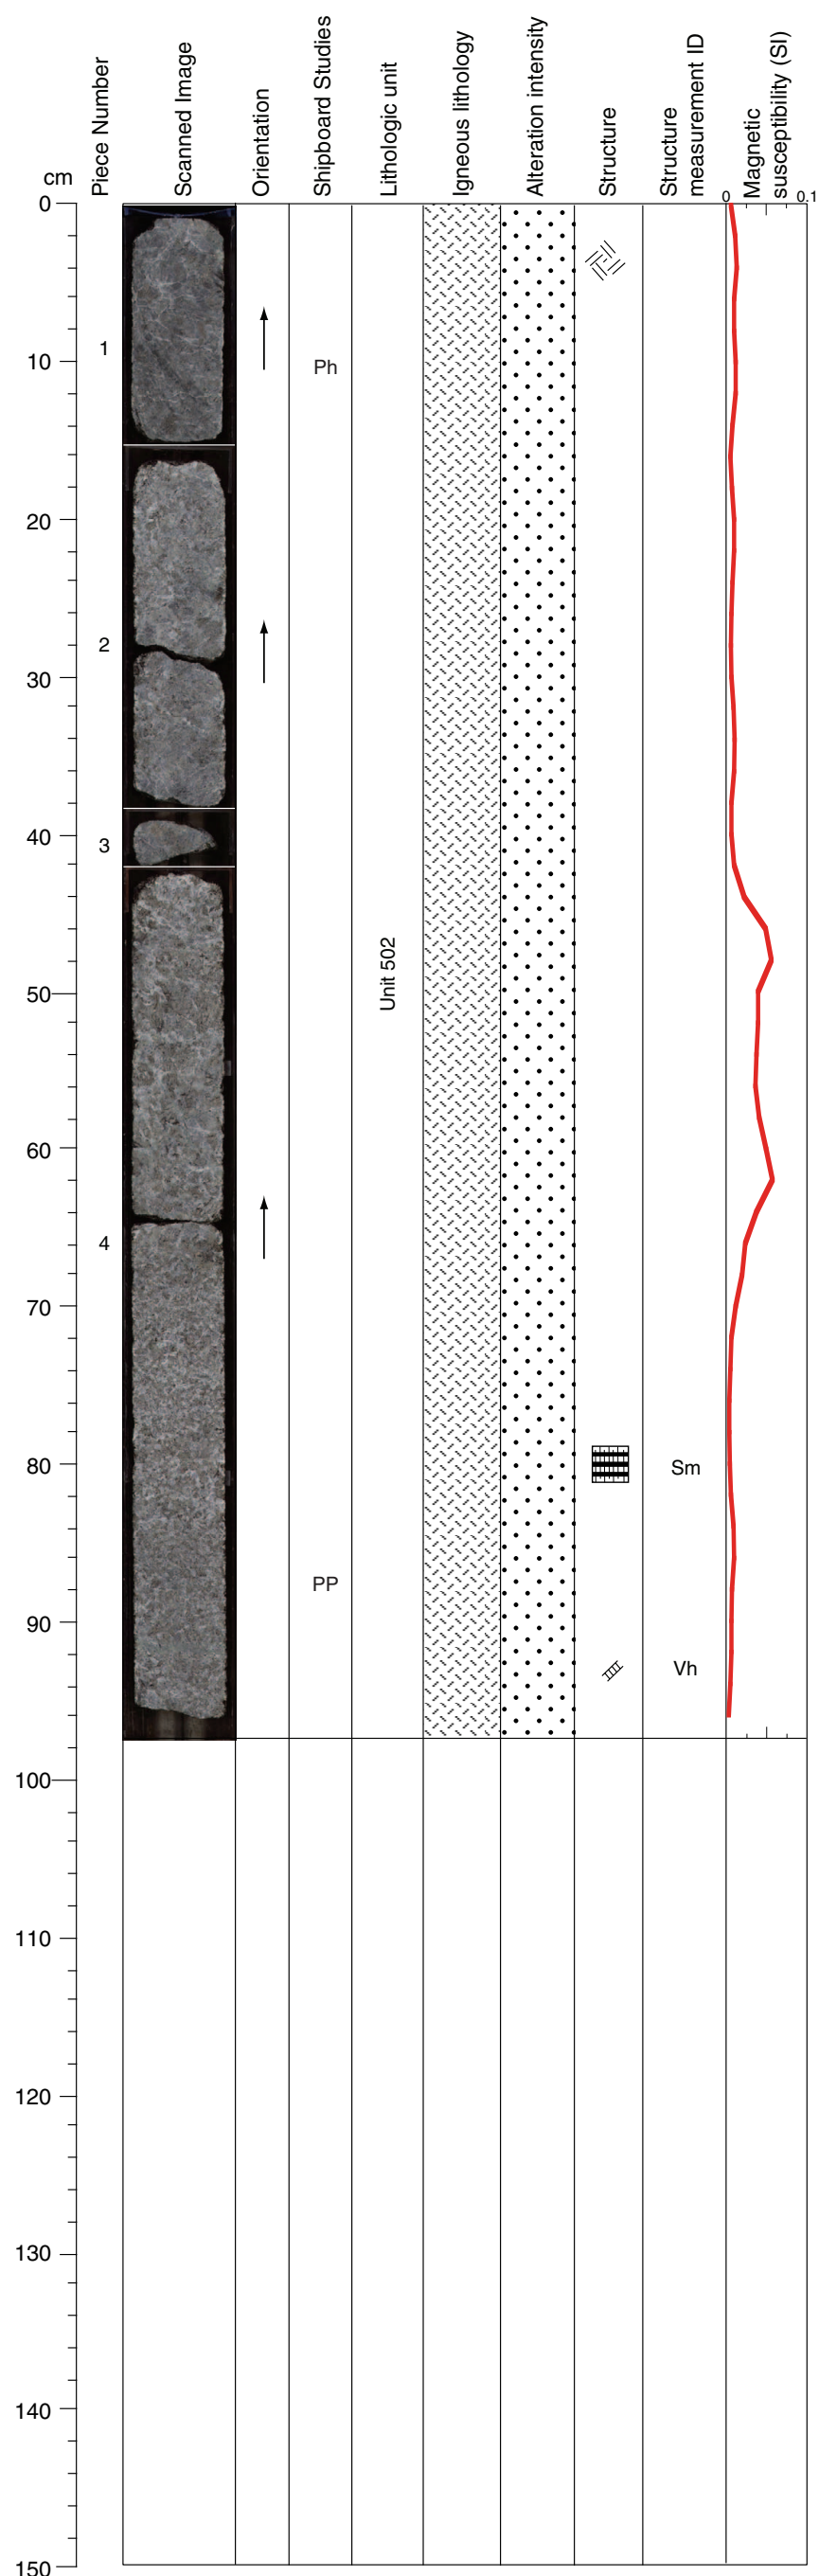 cm
Piece Number
Scanned Image
Orientation
Shipboard Studies
Lithologic unit
Igneous lithology
Alteration intensity
Structure
Structure
measurement ID
Magnetic
susceptibility (SI)
0 0.1
0
1
10
Ph
20
2
30
40
3
Unit 502
50
60
4
70
80
Sm
PP
90
Vh
100
110
120
130
140
150